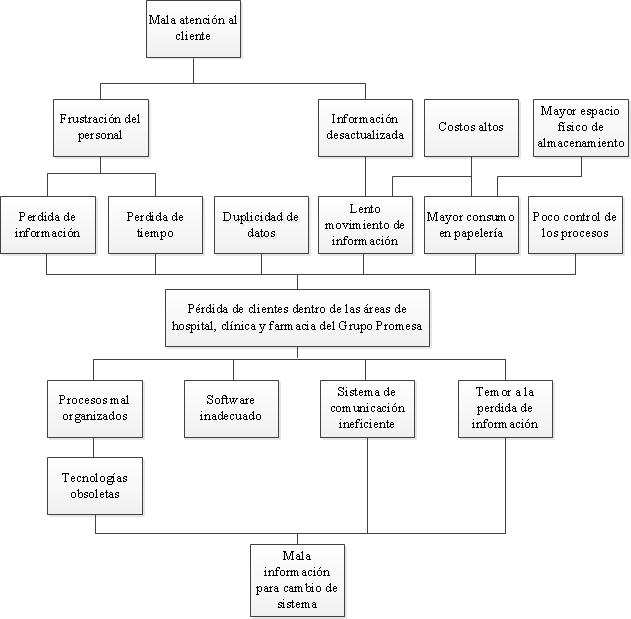 Mala atención al
cliente
Frustración del
personal
Información
desactualizada
Costos altos
Mayor espacio
físico de
almacenamiento
Perdida de
información
Perdida de
tiempo
Duplicidad de
datos
Lento
movimiento de
información
Mayor consumo
en papelería
Poco control de
los procesos
Pérdida de clientes dentro de las áreas de
hospital, clínica y farmacia del Grupo Promesa
Procesos mal
organizados
Software
inadecuado
Sistema de
comunicación
ineficiente
Temor a la
perdida de
información
Tecnologías
obsoletas
Mala
información
para cambio de
sistema